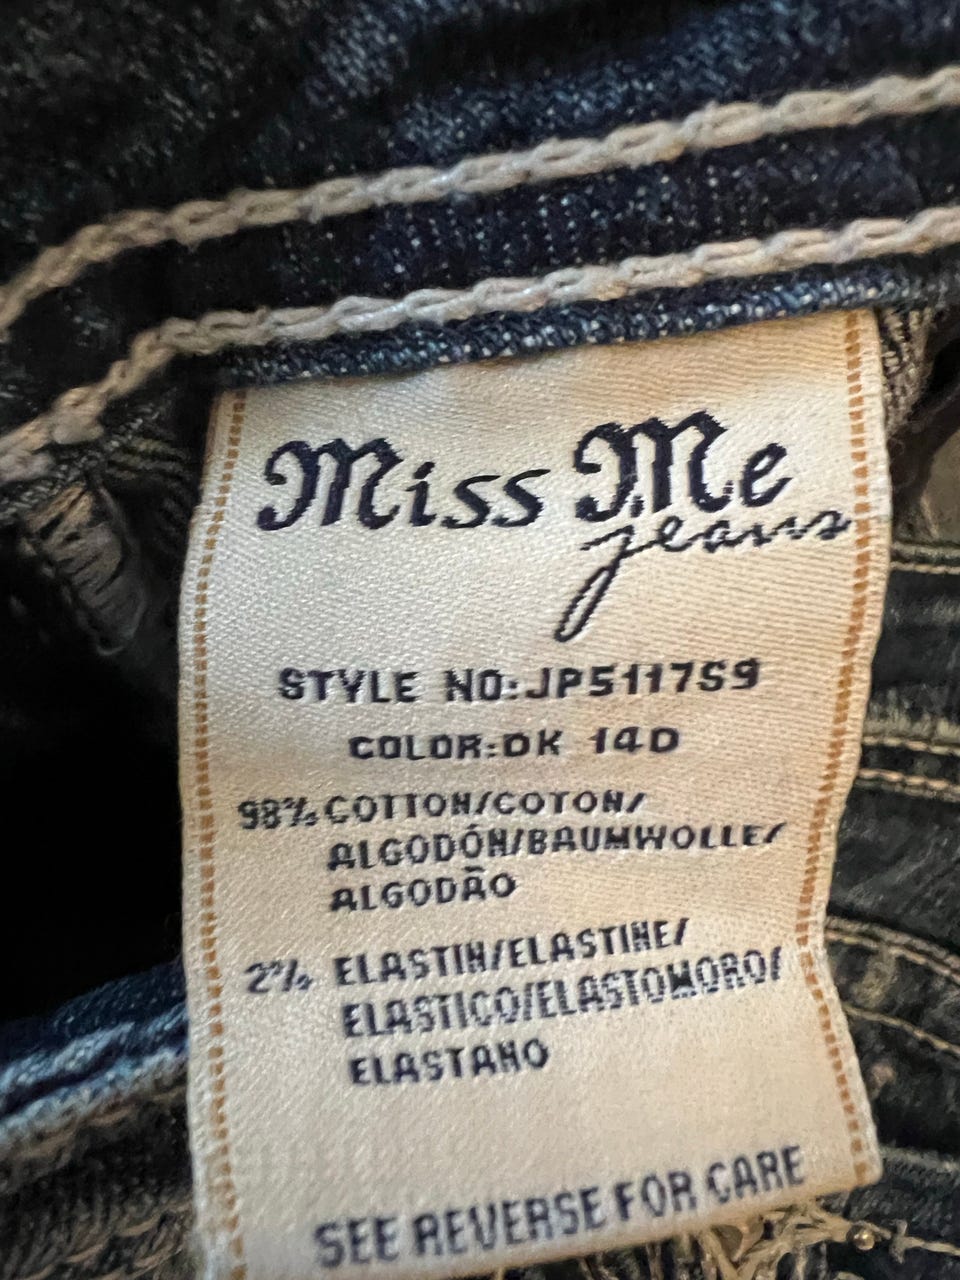 Miss Me
jeans
STYLE NO:JP5117S9
COLOR:DK 14D
98% COTTON/COTON/
ALGODÓN/BAUMWOLLE/
ALGODÃO
2% ELASTIN/ELASTINE/
ELASTICO/ELASTOMORO/
ELASTANO
SEE REVERSE FOR CARE